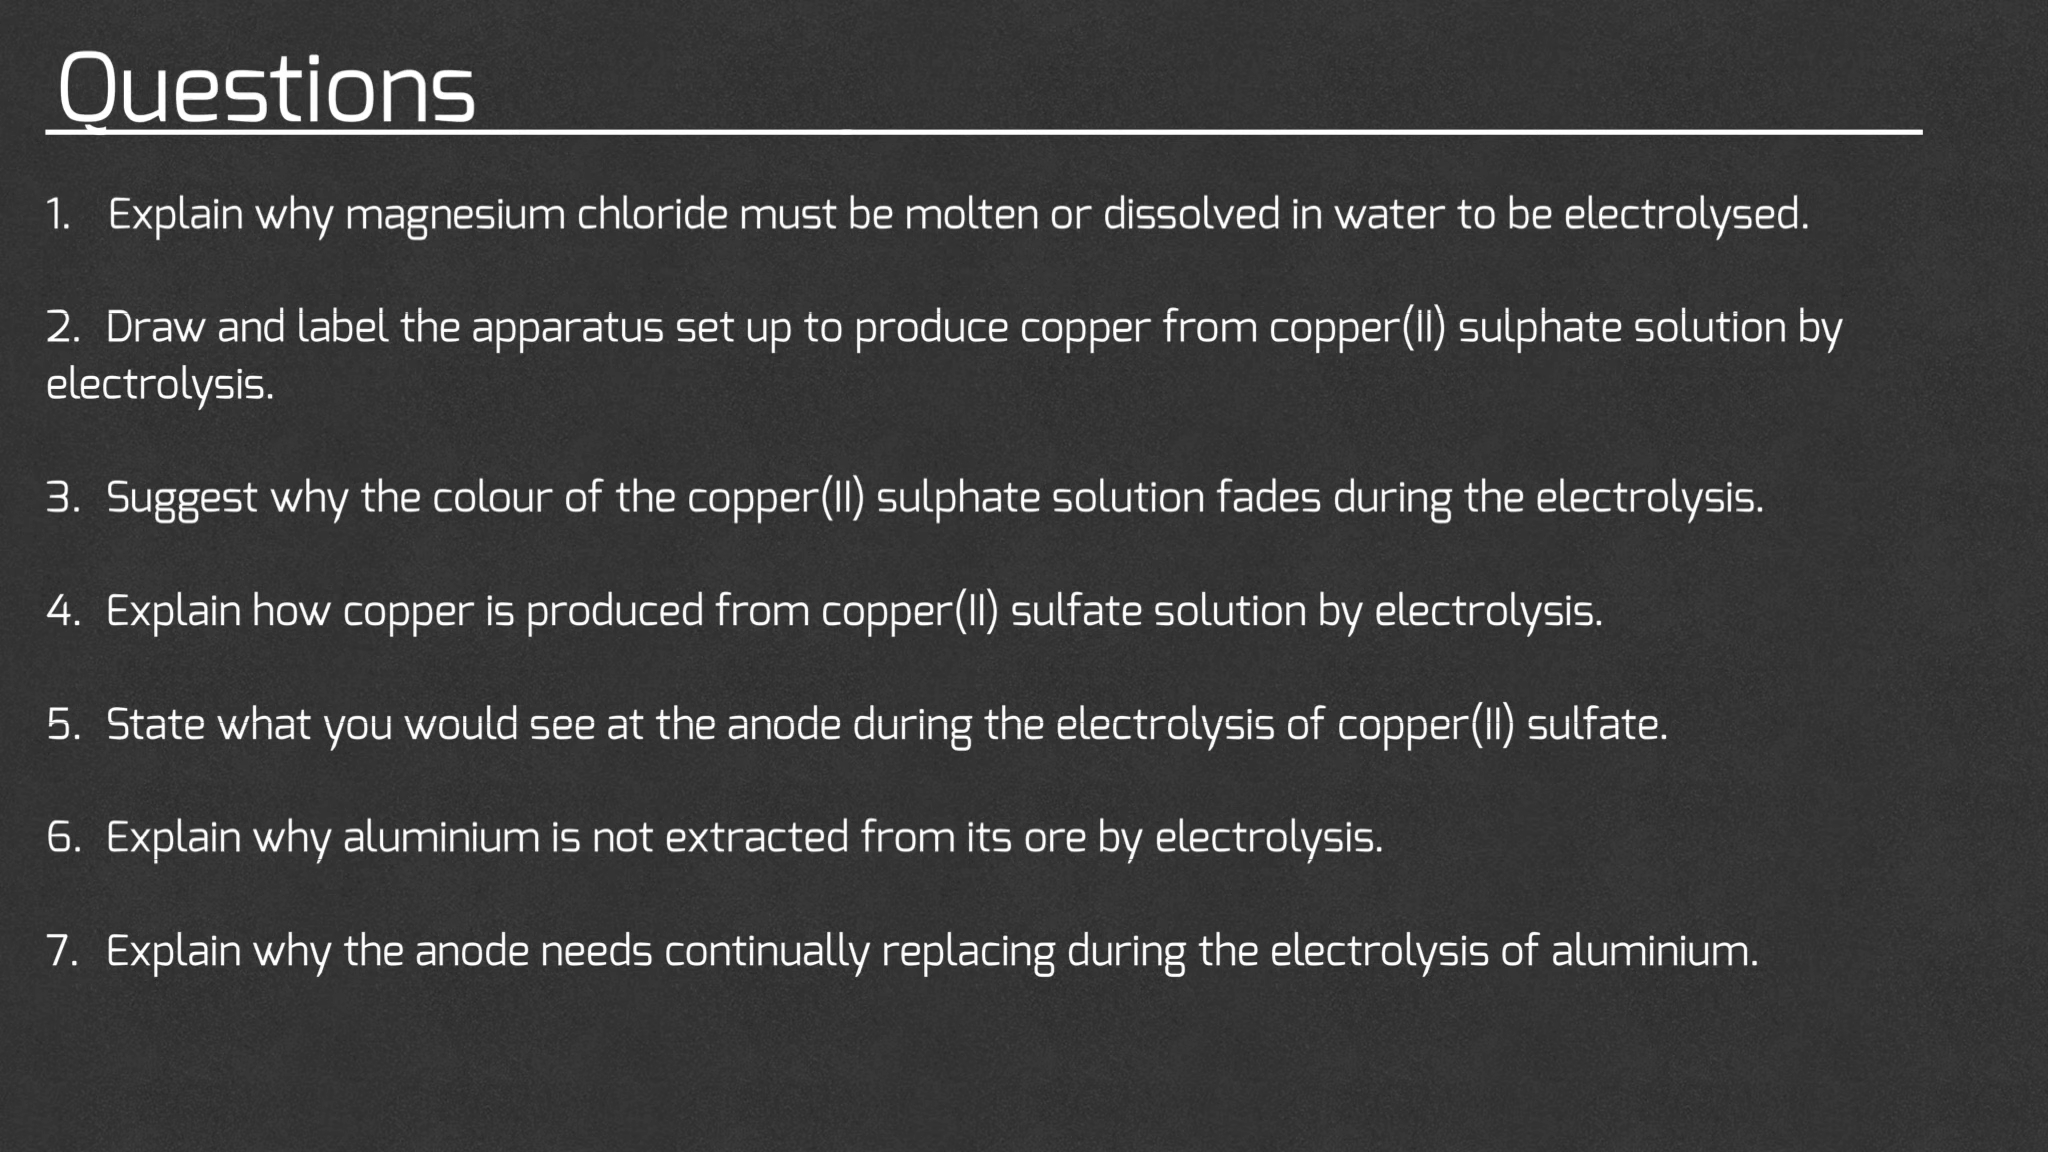 Questions
1. Explain why magnesium chloride must be molten or dissolved in water to be electrolysed.
2. Draw and label the apparatus set up to produce copper from copper(II) sulphate solution by
electrolysis.
3. Suggest why the colour of the copper(II) sulphate solution fades during the electrolysis.
4. Explain how copper is produced from copper(II) sulfate solution by electrolysis.
5. State what you would see at the anode during the electrolysis of copper(II) sulfate.
6. Explain why aluminium is not extracted from its ore by electrolysis.
7. Explain why the anode needs continually replacing during the electrolysis of aluminium.